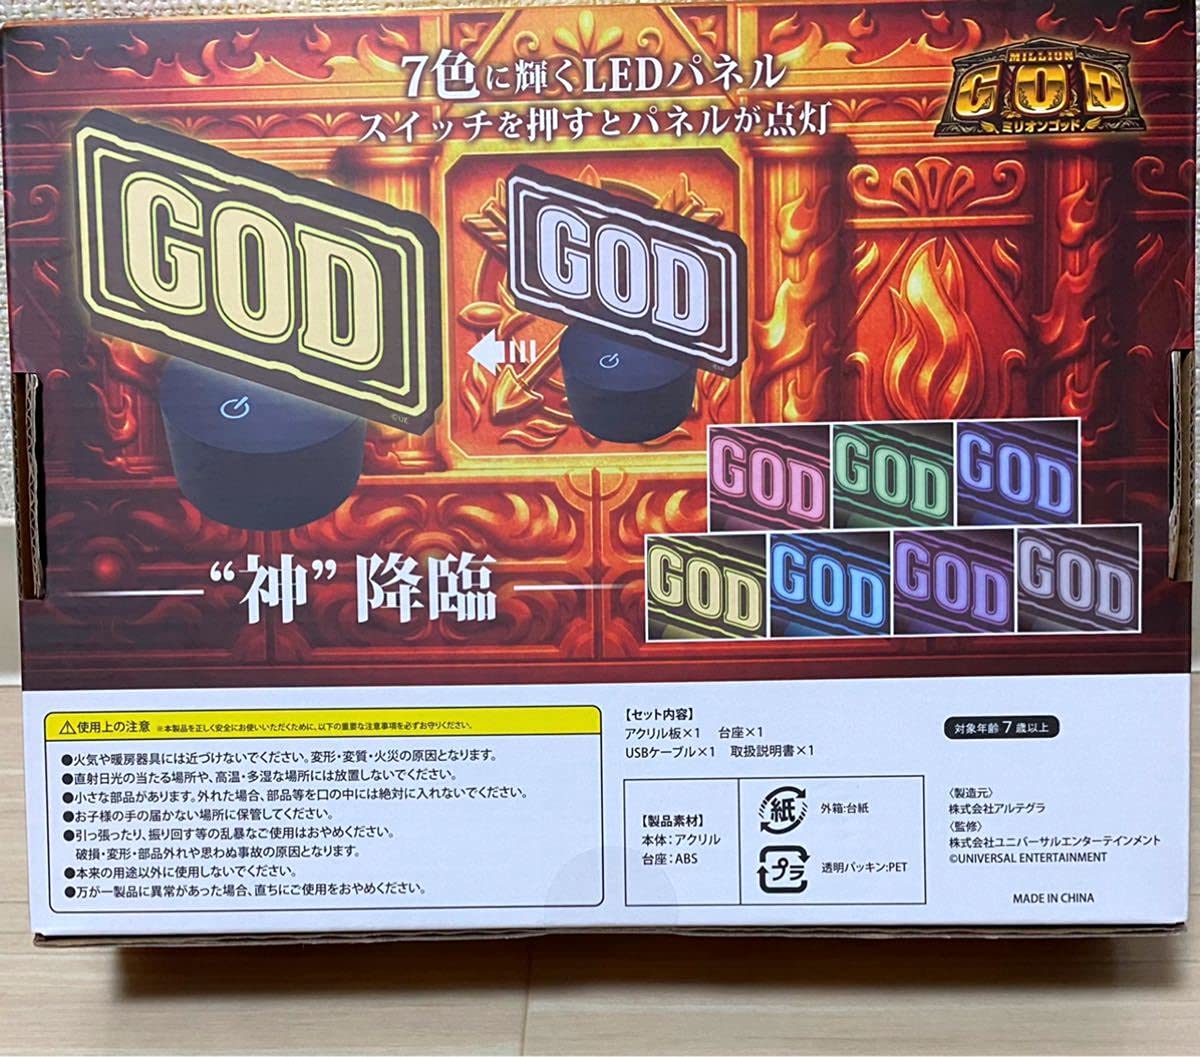 7色に輝くLEDパネル
スイッチを押すとパネルが点灯
MILLION
GOD
ミリオンゴッド
GOD
©UE
GOD
©UE
GOD
GOD
GOD
GOD
GOD
GOD
GOD
“神”降臨
使用上の注意 ※本製品を正しく安全にお使いいただくために、以下の重要な注意事項を必ずお守りください。
●火気や暖房器具には近づけないでください。変形・変質・火災の原因となります。
●直射日光の当たる場所や、高温・多湿な場所には放置しないでください。
●小さな部品があります。外れた場合、部品等を口の中には絶対に入れないでください。
●お子様の手の届かない場所に保管してください。
●引っ張ったり、振り回す等の乱暴なご使用はおやめください。
破損・変形・部品外れや思わぬ事故の原因となります。
●本来の用途以外に使用しないでください。
●万が一製品に異常があった場合、直ちにご使用をおやめください。
【セット内容】
アクリル板×1 台座×1
USBケーブル×1 取扱説明書×1
対象年齢7歳以上
【製品素材】
本体:アクリル
台座:ABS
紙
外箱:台紙
プラ
透明パッキン:PET
〈製造元〉
株式会社アルテグラ
〈監修〉
株式会社ユニバーサルエンターテインメント
©UNIVERSAL ENTERTAINMENT
MADE IN CHINA